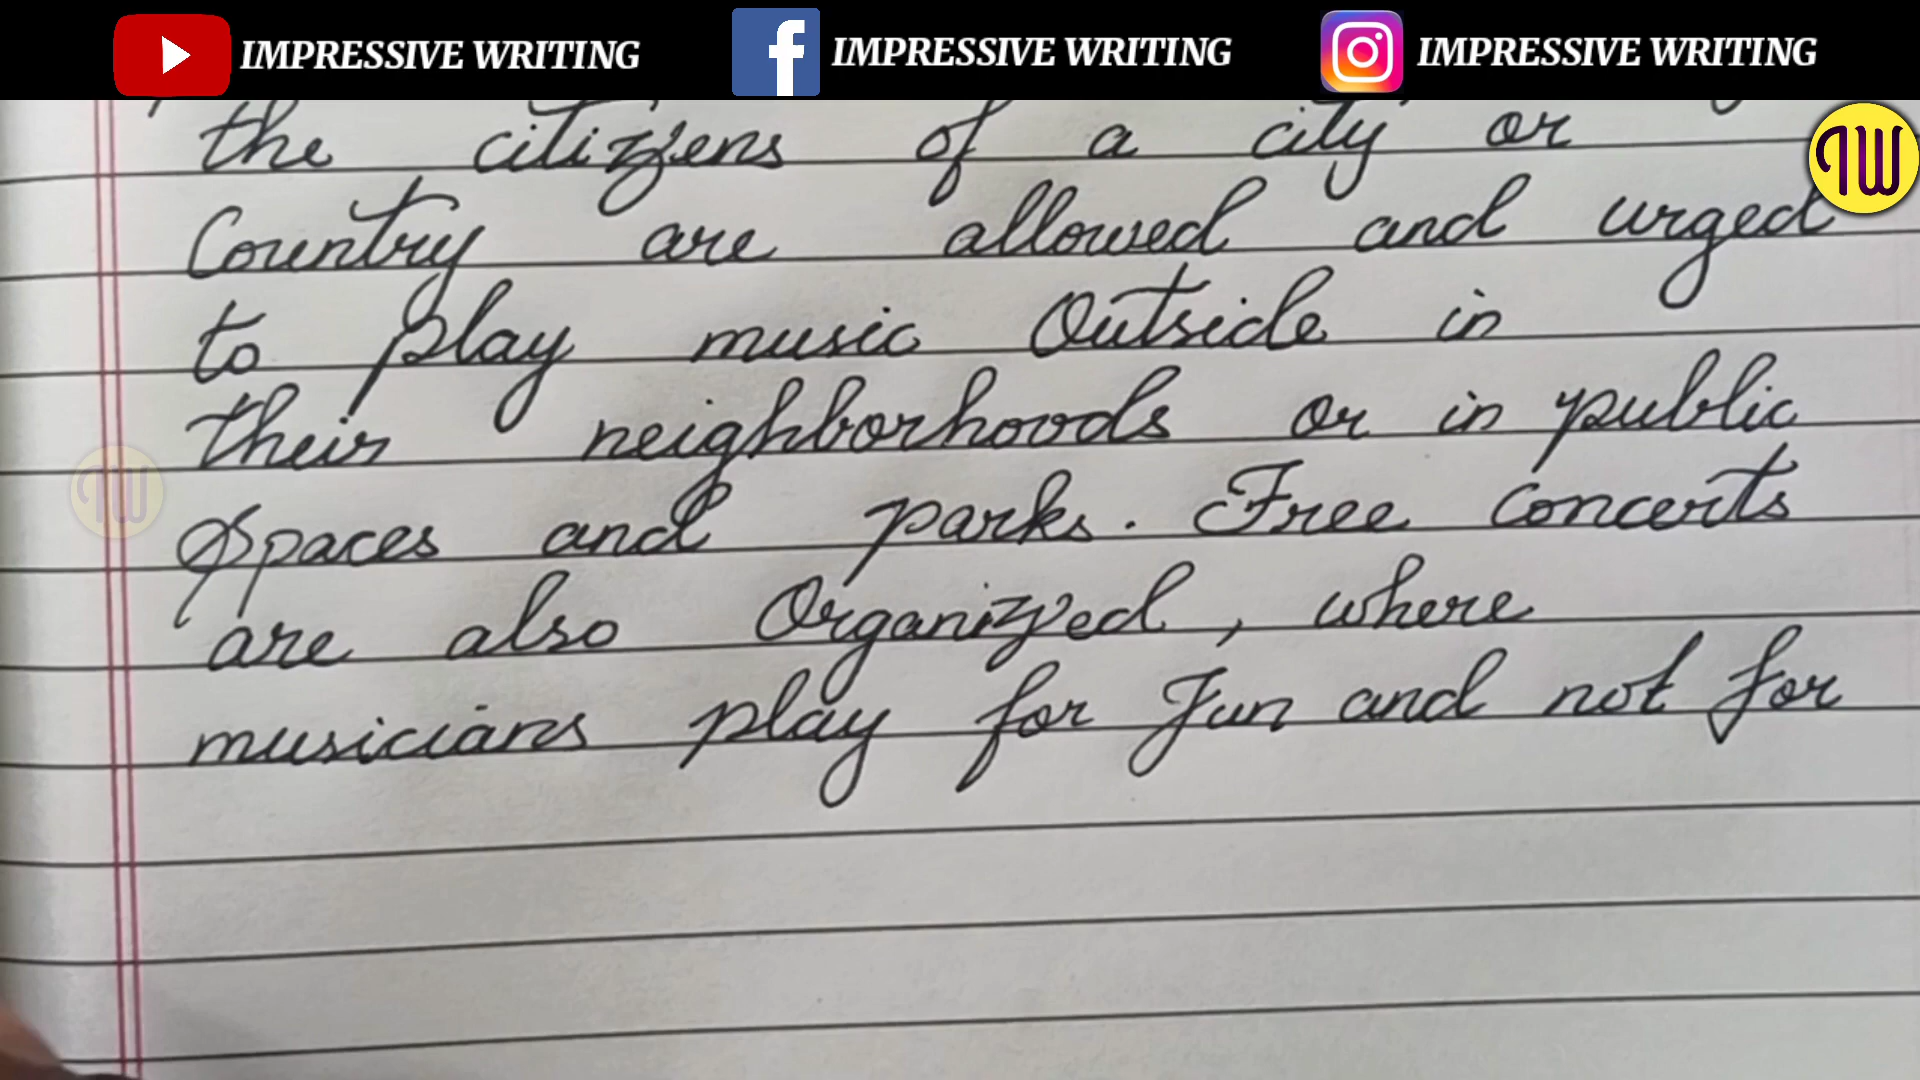 IMPRESSIVE WRITING IMPRESSIVE WRITING IMPRESSIVE WRITING
IW
the citizens of a city or
Country are allowed and urged
to play music Outside in
their neighborhoods or in public
Spaces and parks. Free concerts
are also Organized, where
musicians play for Fun and not for